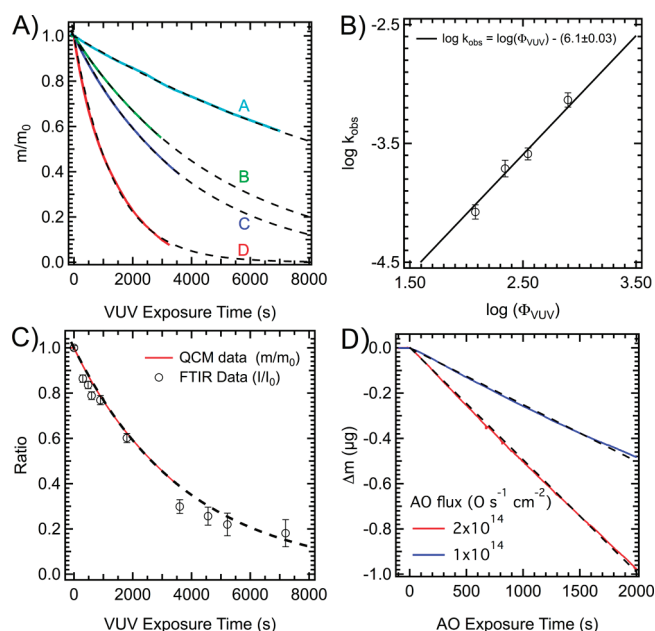 A)
1.0
0.8
0.6
0.4
0.2
0.0
m/m0
A
B
C
D
0 2000 4000 6000 8000
VUV Exposure Time (s)
B)
log kobs = log(ΦVUV) - (6.1±0.03)
-2.5
-3.5
-4.5
log kobs
1.50 2.50 3.50
log (ΦVUV)
C)
1.0
0.8
0.6
0.4
0.2
0.0
Ratio
QCM data (m/m0)
FTIR Data (I/I0)
0 2000 4000 6000 8000
VUV Exposure Time (s)
D)
0.0
-0.2
-0.4
-0.6
-0.8
-1.0
Δm (µg)
AO flux (O s-1 cm-2)
2x1014
1x1014
0 500 1000 1500 2000
AO Exposure Time (s)